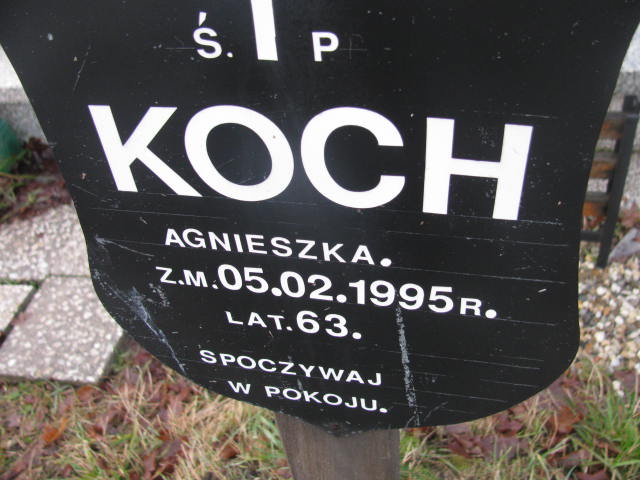 Ś. P
KOCH
AGNIESZKA.
Z.M.05.02.1995R.
LAT.63.
SPOCZYWAJ
W POKOJU.